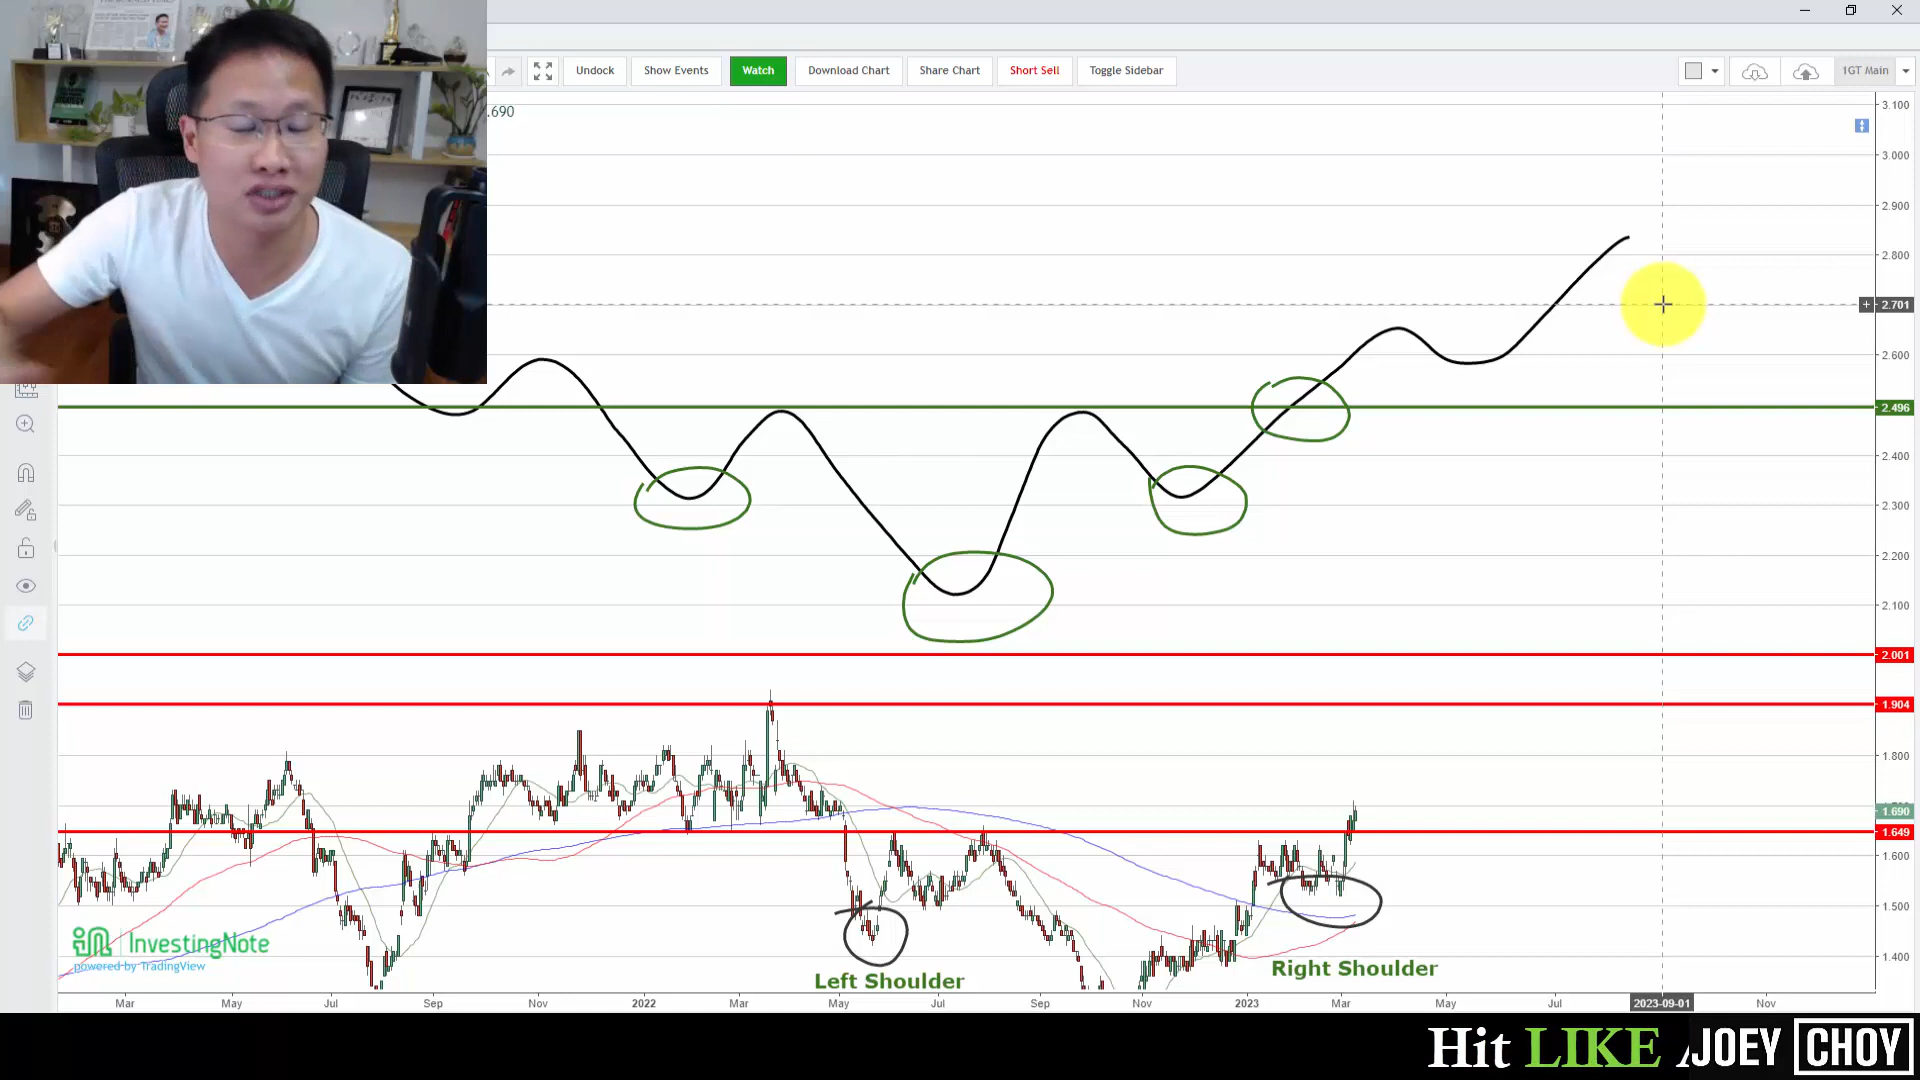 Undock Show Events Watch Download Chart Share Chart Short Sell Toggle Sidebar 1GT Main
.690
3.100
3.000
2.900
2.800
2.701
2.600
2.496
2.400
2.300
2.200
2.100
2.001
1.904
1.800
1.690
1.649
1.600
1.500
1.400
InvestingNote
powered by TradingView
Left Shoulder
Right Shoulder
Mar May Jul Sep Nov 2022 Mar May Jul Sep Nov 2023 Mar May Jul 2023-09-01 Nov
Hit LIKE JOEY CHOY